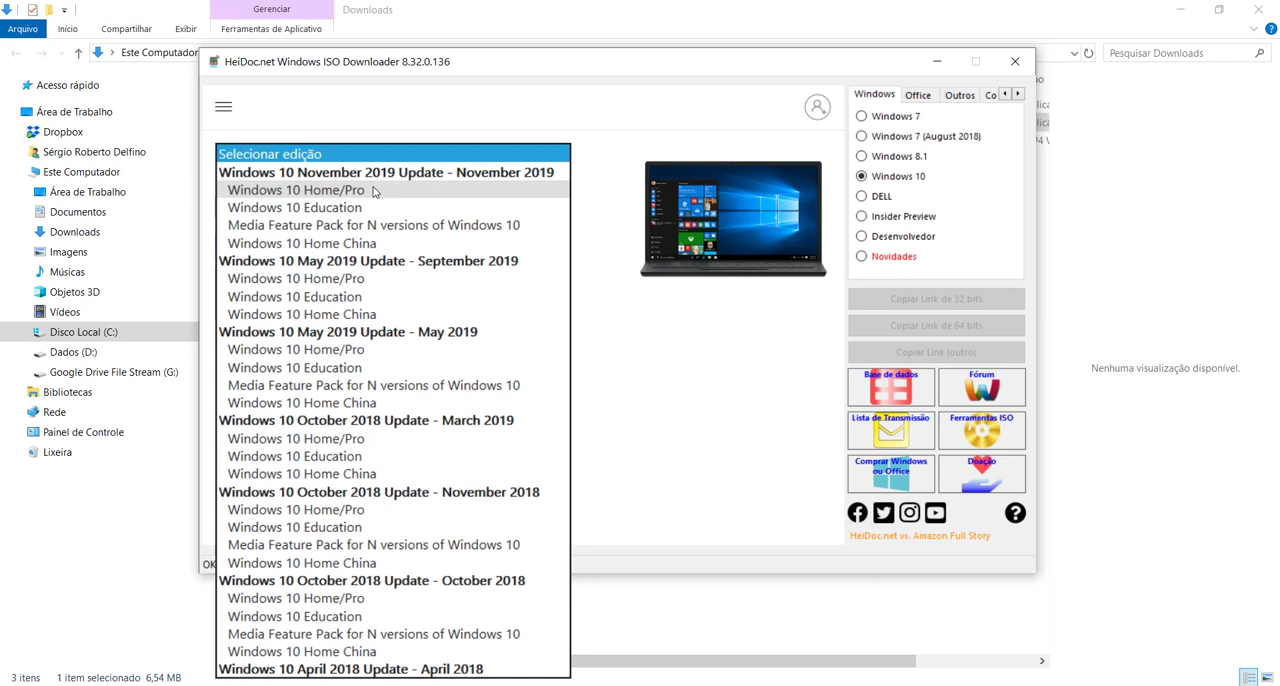 Gerenciar
Downloads
Arquivo
Início
Compartilhar
Exibir
Ferramentas de Aplicativo
Este Computador
Pesquisar Downloads
Acesso rápido
Área de Trabalho
Dropbox
Sérgio Roberto Delfino
Este Computador
Área de Trabalho
Documentos
Downloads
Imagens
Músicas
Objetos 3D
Vídeos
Disco Local (C:)
Dados (D:)
Google Drive File Stream (G:)
Bibliotecas
Rede
Painel de Controle
Lixeira
HeiDoc.net Windows ISO Downloader 8.32.0.136
Selecionar edição
Windows 10 November 2019 Update - November 2019
Windows 10 Home/Pro
Windows 10 Education
Media Feature Pack for N versions of Windows 10
Windows 10 Home China
Windows 10 May 2019 Update - September 2019
Windows 10 Home/Pro
Windows 10 Education
Windows 10 Home China
Windows 10 May 2019 Update - May 2019
Windows 10 Home/Pro
Windows 10 Education
Media Feature Pack for N versions of Windows 10
Windows 10 Home China
Windows 10 October 2018 Update - March 2019
Windows 10 Home/Pro
Windows 10 Education
Windows 10 Home China
Windows 10 October 2018 Update - November 2018
Windows 10 Home/Pro
Windows 10 Education
Media Feature Pack for N versions of Windows 10
Windows 10 Home China
Windows 10 October 2018 Update - October 2018
Windows 10 Home/Pro
Windows 10 Education
Media Feature Pack for N versions of Windows 10
Windows 10 Home China
Windows 10 April 2018 Update - April 2018
OK
Windows
Office
Outros
Co
Windows 7
Windows 7 (August 2018)
Windows 8.1
Windows 10
DELL
Insider Preview
Desenvolvedor
Novidades
Copiar Link de 32 bits
Copiar Link de 64 bits
Copiar Link (outro)
Base de dados
Fórum
Lista de Transmissão
Ferramentas ISO
Comprar Windows
ou Office
Doação
HeiDoc.net vs. Amazon Full Story
Nenhuma visualização disponível.
3 itens
1 item selecionado 6,54 MB